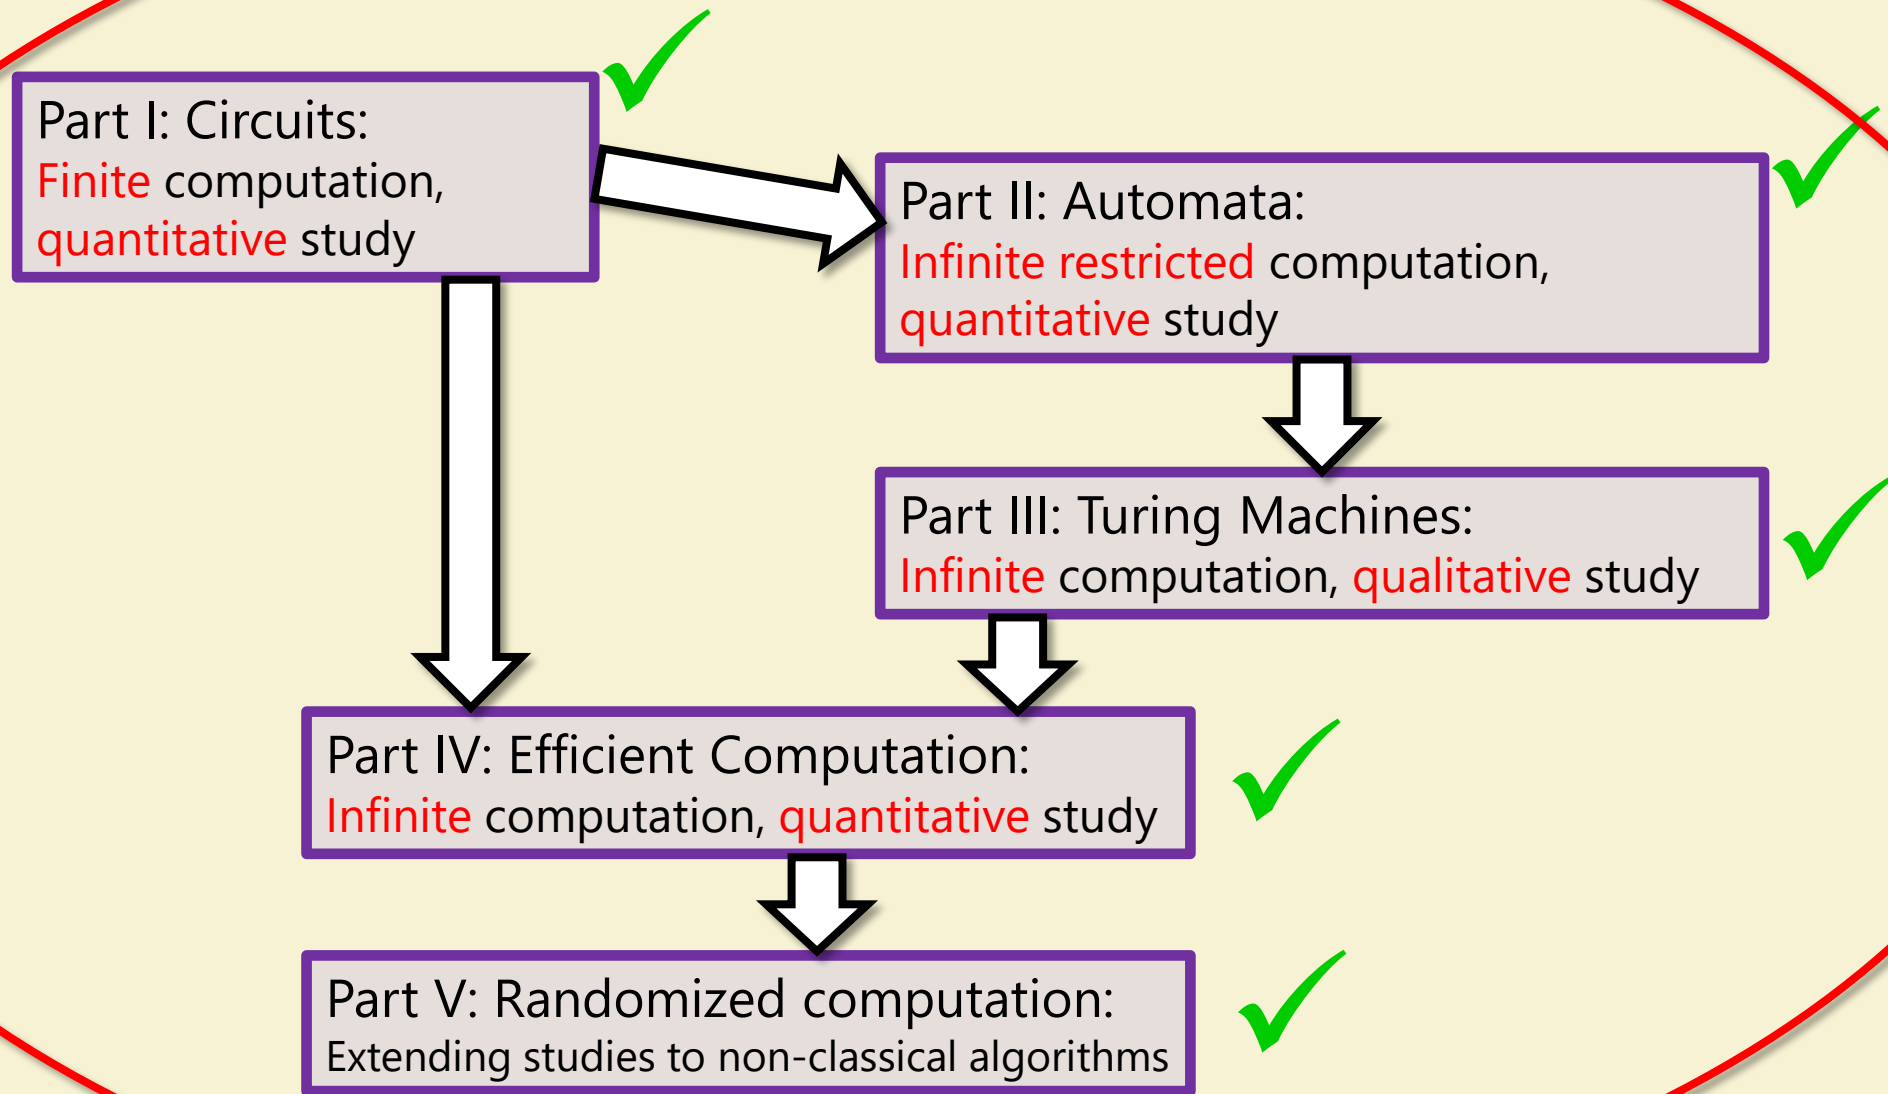 Part I: Circuits:
Finite computation,
quantitative study
Part II: Automata:
Infinite restricted computation,
quantitative study
Part III: Turing Machines:
Infinite computation, qualitative study
Part IV: Efficient Computation:
Infinite computation, quantitative study
Part V: Randomized computation:
Extending studies to non-classical algorithms